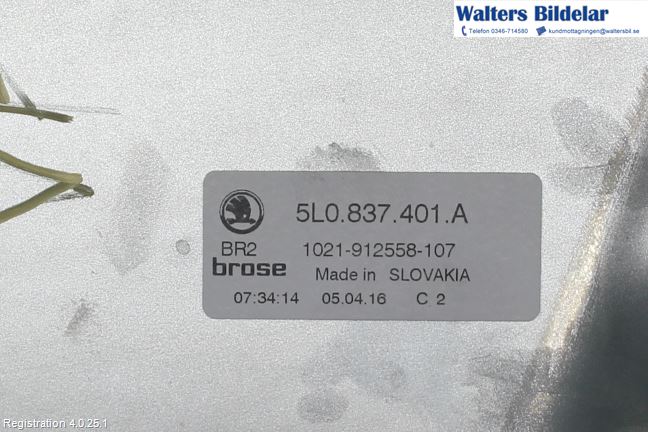 Walters Bildelar
Telefon 0346-714580 kundmottagningen@waltersbil.se
5L0.837.401.A
BR2 1021-912558-107
brose Made in SLOVAKIA
07:34:14 05.04.16 C 2
Registration 4.0.25.1